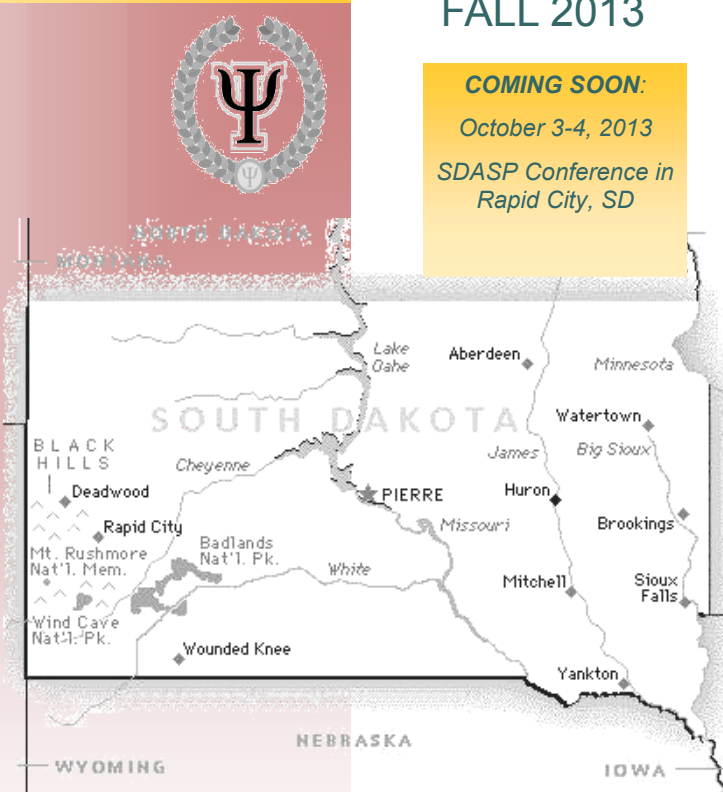 FALL 2013
COMING SOON:
October 3-4, 2013
SDASP Conference in
Rapid City, SD
Ψ
Ψ
NORTH DAKOTA
MONTANA
Lake
Oahe
Aberdeen
Minnesota
SOUTH DAKOTA
Watertown
BLACK
HILLS
Cheyenne
James
Big Sioux
Deadwood
PIERRE
Huron
Rapid City
Missouri
Brookings
Mt. Rushmore
Nat'l. Mem.
Badlands
Nat'l. Pk.
White
Mitchell
Sioux
Falls
Wind Cave
Nat'l. Pk.
Wounded Knee
Yankton
NEBRASKA
WYOMING
IOWA